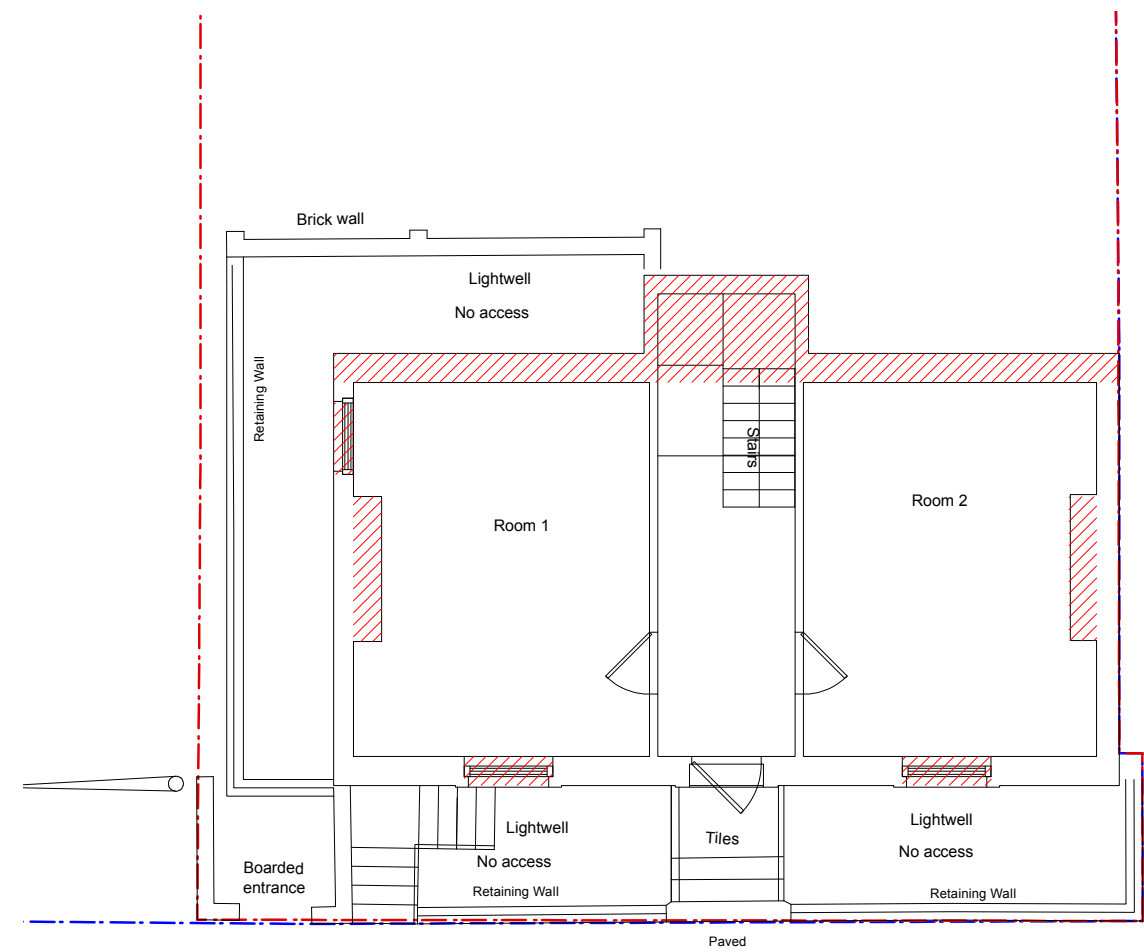 Brick wall
Lightwell
No access
Retaining Wall
Stairs
Room 1
Room 2
Lightwell
No access
Retaining Wall
Tiles
Lightwell
No access
Retaining Wall
Boarded
entrance
Paved